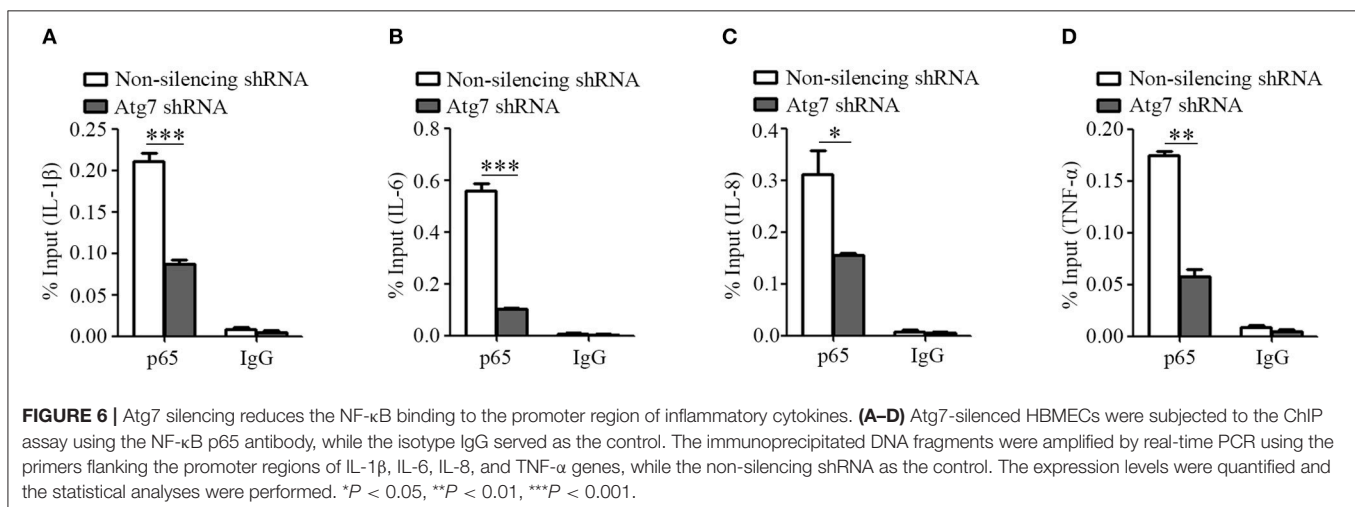 A
Non-silencing shRNA
Atg7 shRNA
% Input (IL-1β)
0.25
0.20
0.15
0.10
0.05
0.00
***
p65
IgG
B
Non-silencing shRNA
Atg7 shRNA
% Input (IL-6)
0.8
0.6
0.4
0.2
0.0
***
p65
IgG
C
Non-silencing shRNA
Atg7 shRNA
% Input (IL-8)
0.4
0.3
0.2
0.1
0.0
*
p65
IgG
D
Non-silencing shRNA
Atg7 shRNA
% Input (TNF-α)
0.20
0.15
0.10
0.05
0.00
**
p65
IgG
FIGURE 6 | Atg7 silencing reduces the NF-κB binding to the promoter region of inflammatory cytokines. (A–D) Atg7-silenced HBMECs were subjected to the ChIP
assay using the NF-κB p65 antibody, while the isotype IgG served as the control. The immunoprecipitated DNA fragments were amplified by real-time PCR using the
primers flanking the promoter regions of IL-1β, IL-6, IL-8, and TNF-α genes, while the non-silencing shRNA as the control. The expression levels were quantified and
the statistical analyses were performed. *P < 0.05, **P < 0.01, ***P < 0.001.